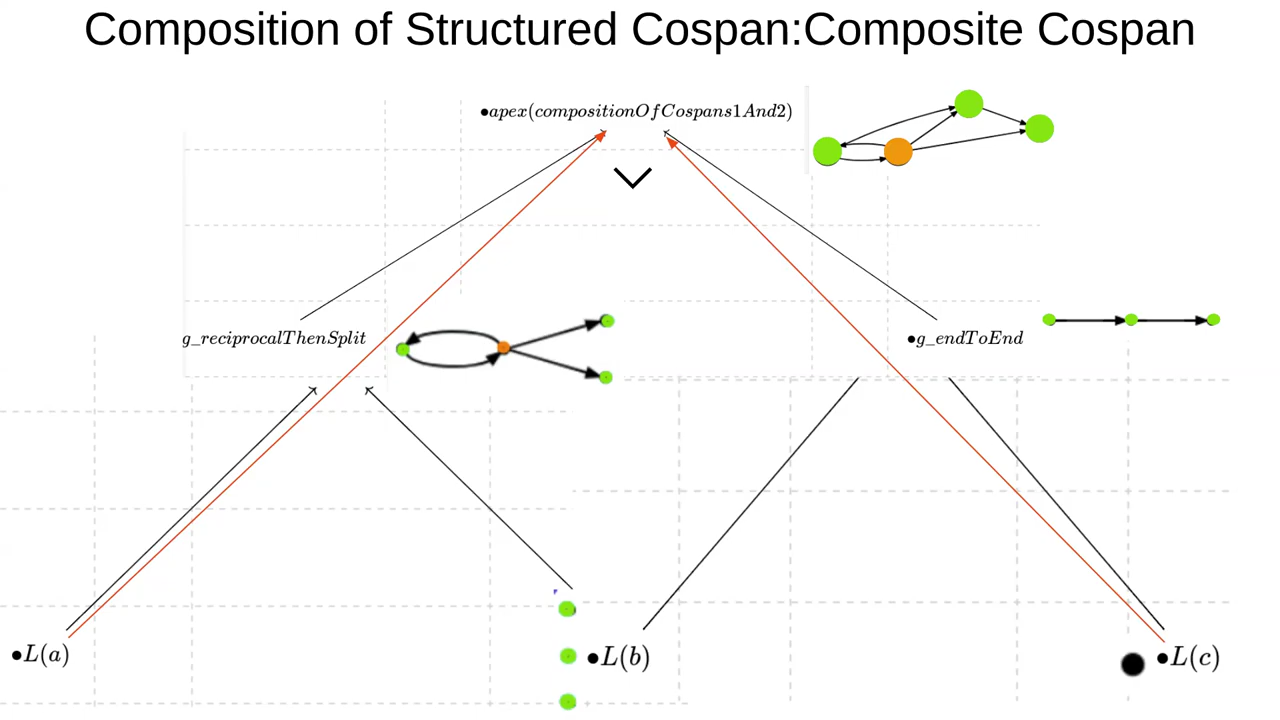 Composition of Structured Cospan:Composite Cospan
•apex(compositionOfCospans1And2)
g_reciprocalThenSplit
•g_endToEnd
•L(a)
•L(b)
•L(c)